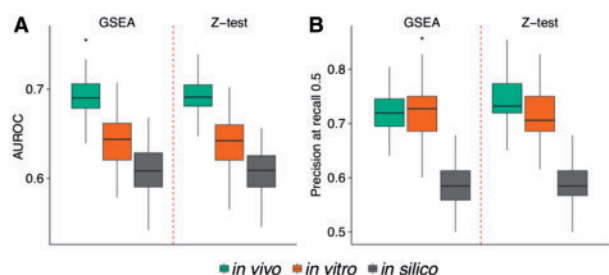 A GSEA Z-test
AUROC
0.7
0.6
B GSEA Z-test
Precision at recall 0.5
0.8
0.7
0.6
0.5
in vivo in vitro in silico